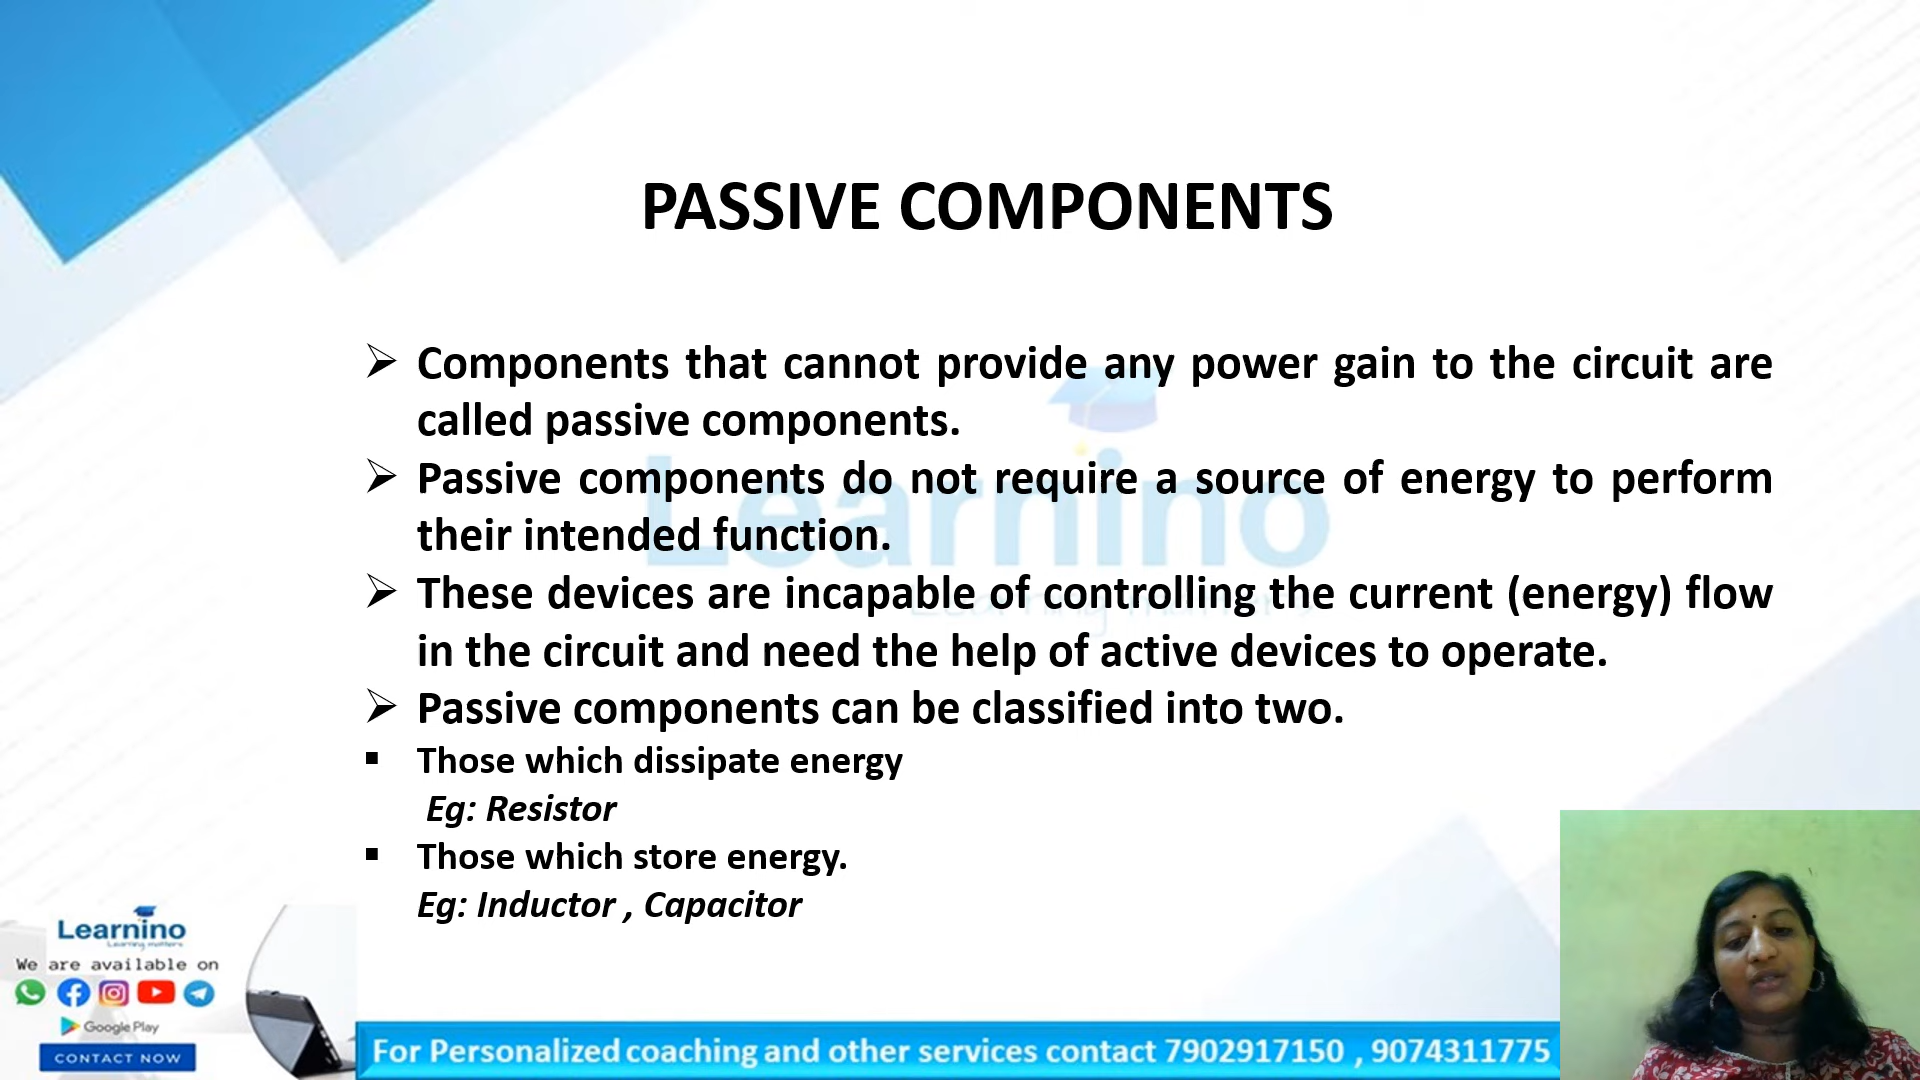 PASSIVE COMPONENTS
➢ Components that cannot provide any power gain to the circuit are
called passive components.
➢ Passive components do not require a source of energy to perform
their intended function.
➢ These devices are incapable of controlling the current (energy) flow
in the circuit and need the help of active devices to operate.
➢ Passive components can be classified into two.
▪ Those which dissipate energy
Eg: Resistor
▪ Those which store energy.
Eg: Inductor , Capacitor
Learnino
Learnino
Learning matters
We are available on
Google Play
CONTACT NOW
For Personalized coaching and other services contact 7902917150 , 9074311775